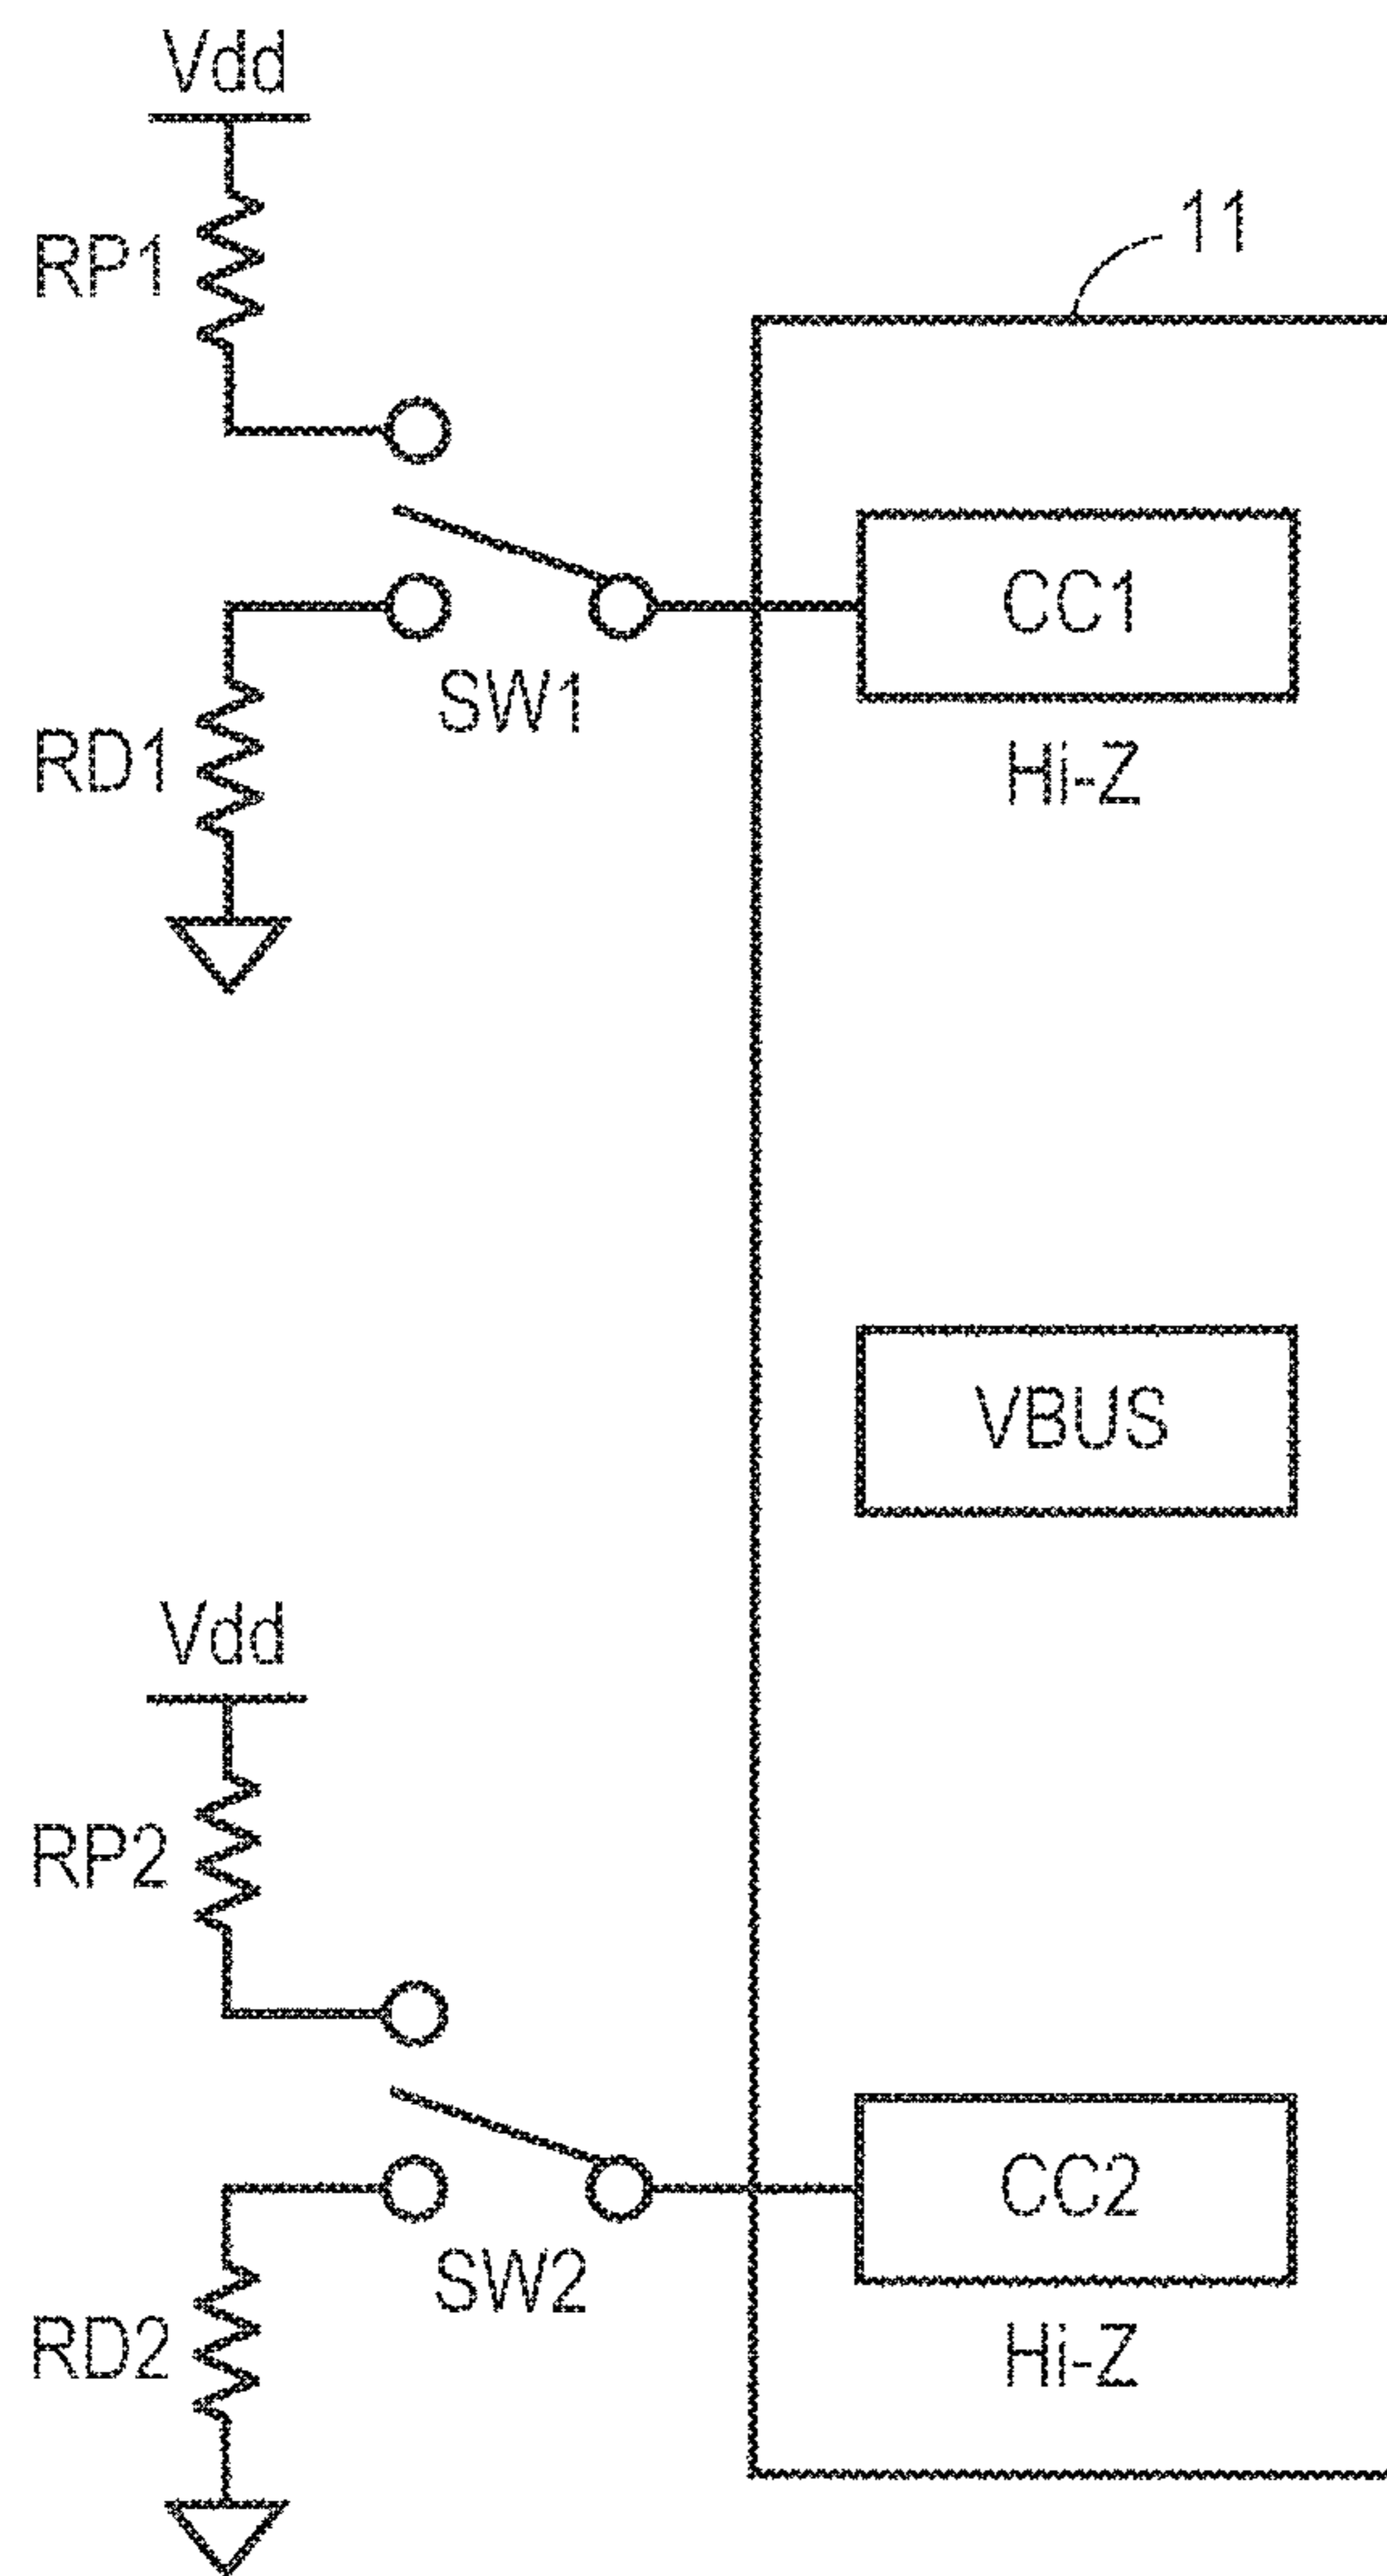 Vdd
RP1
11
CC1
SW1
RD1
Hi-Z
VBUS
Vdd
RP2
CC2
SW2
RD2
Hi-Z